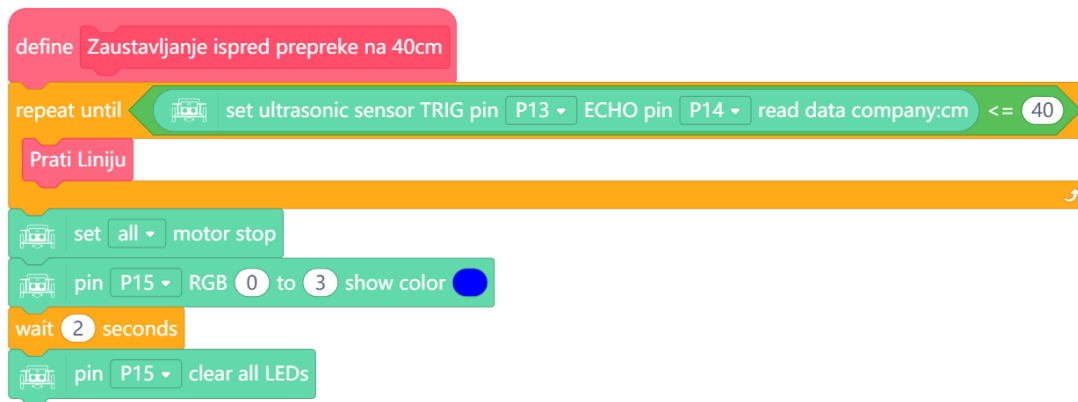 define Zaustavljanje ispred prepreke na 40cm
repeat until set ultrasonic sensor TRIG pin P13 ECHO pin P14 read data company:cm <= 40
Prati Liniju
set all motor stop
pin P15 RGB 0 to 3 show color
wait 2 seconds
pin P15 clear all LEDs